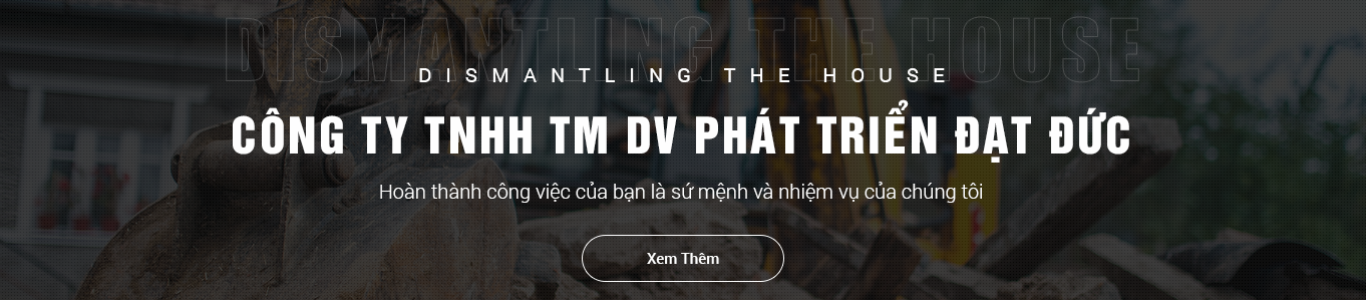 DISMANTLING THE HOUSE
DISMANTLING THE HOUSE
CÔNG TY TNHH TM DV PHÁT TRIỂN ĐẠT ĐỨC
Hoàn thành công việc của bạn là sứ mệnh và nhiệm vụ của chúng tôi
Xem Thêm